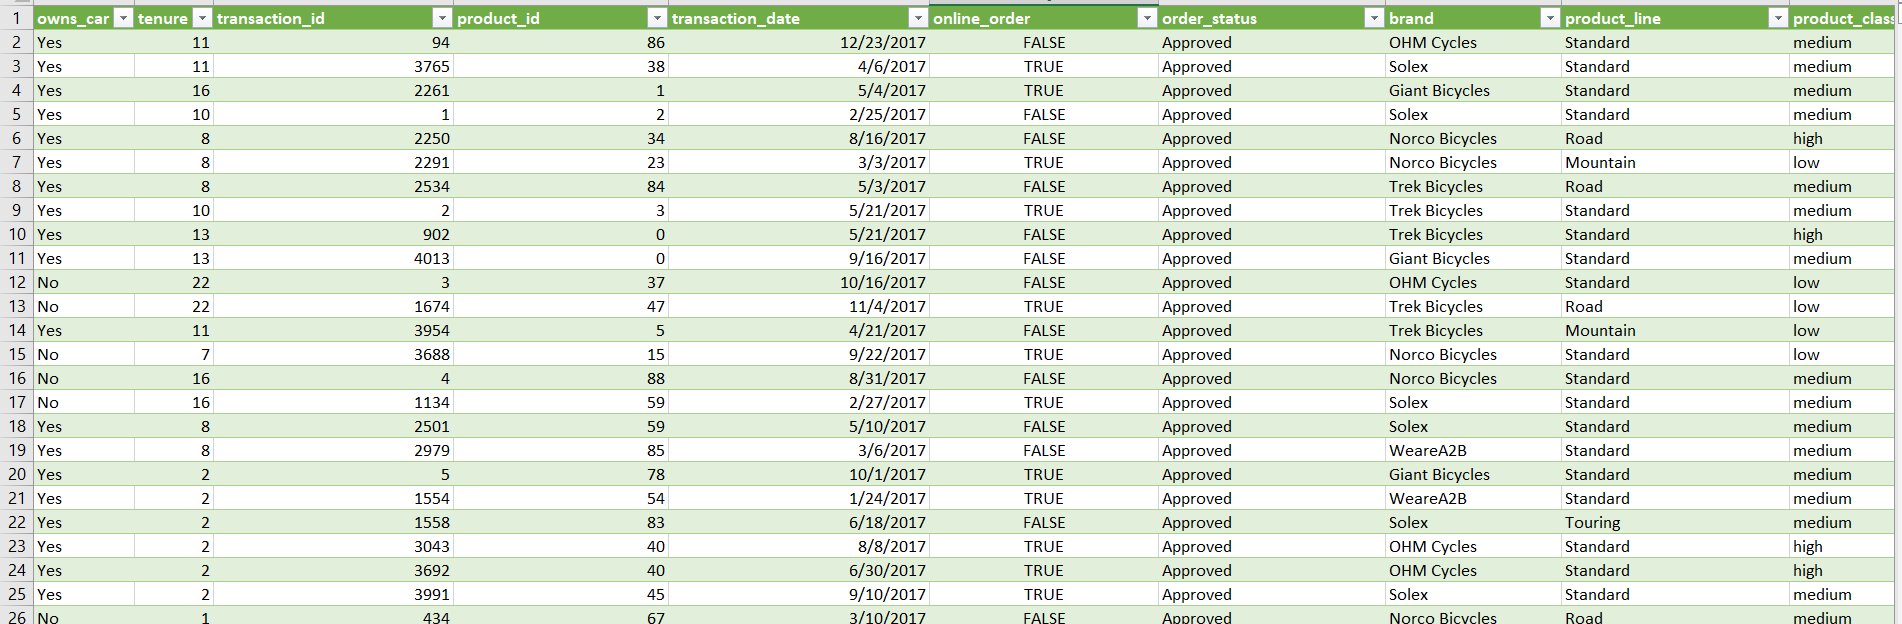 1 owns_car tenure transaction_id product_id transaction_date online_order order_status brand product_line product_class
2 Yes 11 94 86 12/23/2017 FALSE Approved OHM Cycles Standard medium
3 Yes 11 3765 38 4/6/2017 TRUE Approved Solex Standard medium
4 Yes 16 2261 1 5/4/2017 TRUE Approved Giant Bicycles Standard medium
5 Yes 10 1 2 2/25/2017 FALSE Approved Solex Standard medium
6 Yes 8 2250 34 8/16/2017 FALSE Approved Norco Bicycles Road high
7 Yes 8 2291 23 3/3/2017 TRUE Approved Norco Bicycles Mountain low
8 Yes 8 2534 84 5/3/2017 FALSE Approved Trek Bicycles Road medium
9 Yes 10 2 3 5/21/2017 TRUE Approved Trek Bicycles Standard medium
10 Yes 13 902 0 5/21/2017 FALSE Approved Trek Bicycles Standard high
11 Yes 13 4013 0 9/16/2017 FALSE Approved Giant Bicycles Standard medium
12 No 22 3 37 10/16/2017 FALSE Approved OHM Cycles Standard low
13 No 22 1674 47 11/4/2017 TRUE Approved Trek Bicycles Road low
14 Yes 11 3954 5 4/21/2017 FALSE Approved Trek Bicycles Mountain low
15 No 7 3688 15 9/22/2017 TRUE Approved Norco Bicycles Standard low
16 No 16 4 88 8/31/2017 FALSE Approved Norco Bicycles Standard medium
17 No 16 1134 59 2/27/2017 TRUE Approved Solex Standard medium
18 Yes 8 2501 59 5/10/2017 FALSE Approved Solex Standard medium
19 Yes 8 2979 85 3/6/2017 FALSE Approved WeareA2B Standard medium
20 Yes 2 5 78 10/1/2017 TRUE Approved Giant Bicycles Standard medium
21 Yes 2 1554 54 1/24/2017 TRUE Approved WeareA2B Standard medium
22 Yes 2 1558 83 6/18/2017 FALSE Approved Solex Touring medium
23 Yes 2 3043 40 8/8/2017 TRUE Approved OHM Cycles Standard high
24 Yes 2 3692 40 6/30/2017 TRUE Approved OHM Cycles Standard high
25 Yes 2 3991 45 9/10/2017 TRUE Approved Solex Standard medium
26 No 1 434 67 3/10/2017 FALSE Approved Norco Bicycles Road medium